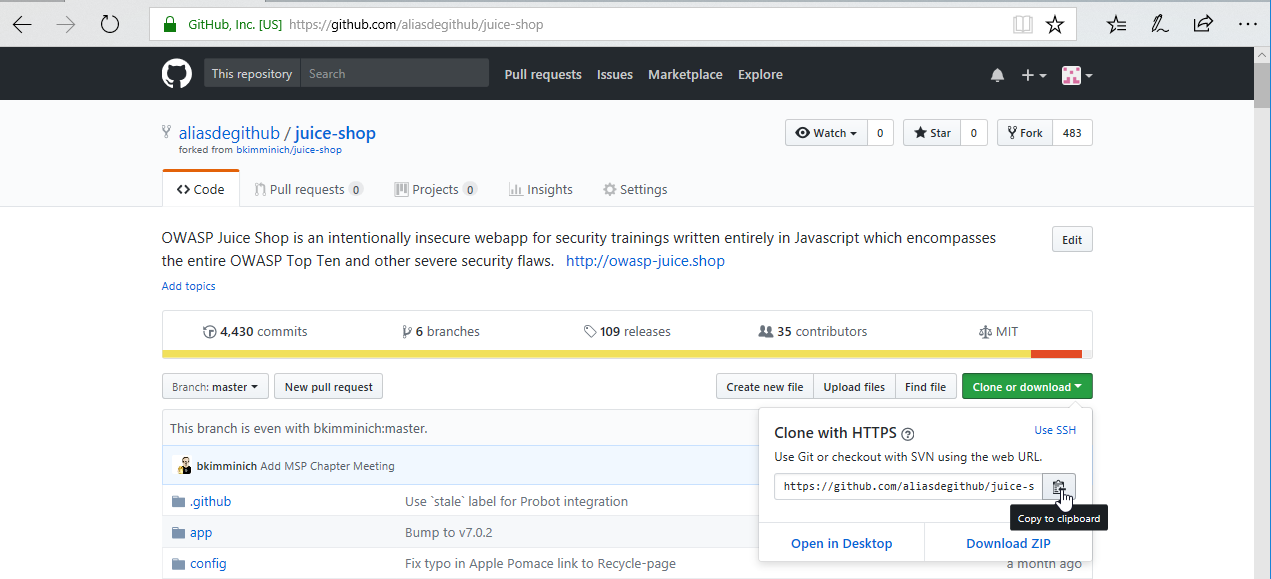 GitHub, Inc. [US] https://github.com/aliasdegithub/juice-shop
This repository Search Pull requests Issues Marketplace Explore
aliasdegithub / juice-shop
forked from bkimminich/juice-shop
Watch 0 Star 0 Fork 483
Code Pull requests 0 Projects 0 Insights Settings
OWASP Juice Shop is an intentionally insecure webapp for security trainings written entirely in Javascript which encompasses
the entire OWASP Top Ten and other severe security flaws. http://owasp-juice.shop
Edit
Add topics
4,430 commits 6 branches 109 releases 35 contributors MIT
Branch: master New pull request Create new file Upload files Find file Clone or download
This branch is even with bkimminich:master.
bkimminich Add MSP Chapter Meeting
.github Use `stale` label for Probot integration
app Bump to v7.0.2
config Fix typo in Apple Pomace link to Recycle-page
Clone with HTTPS Use SSH
Use Git or checkout with SVN using the web URL.
https://github.com/aliasdegithub/juice-s
Copy to clipboard
Open in Desktop Download ZIP
a month ago